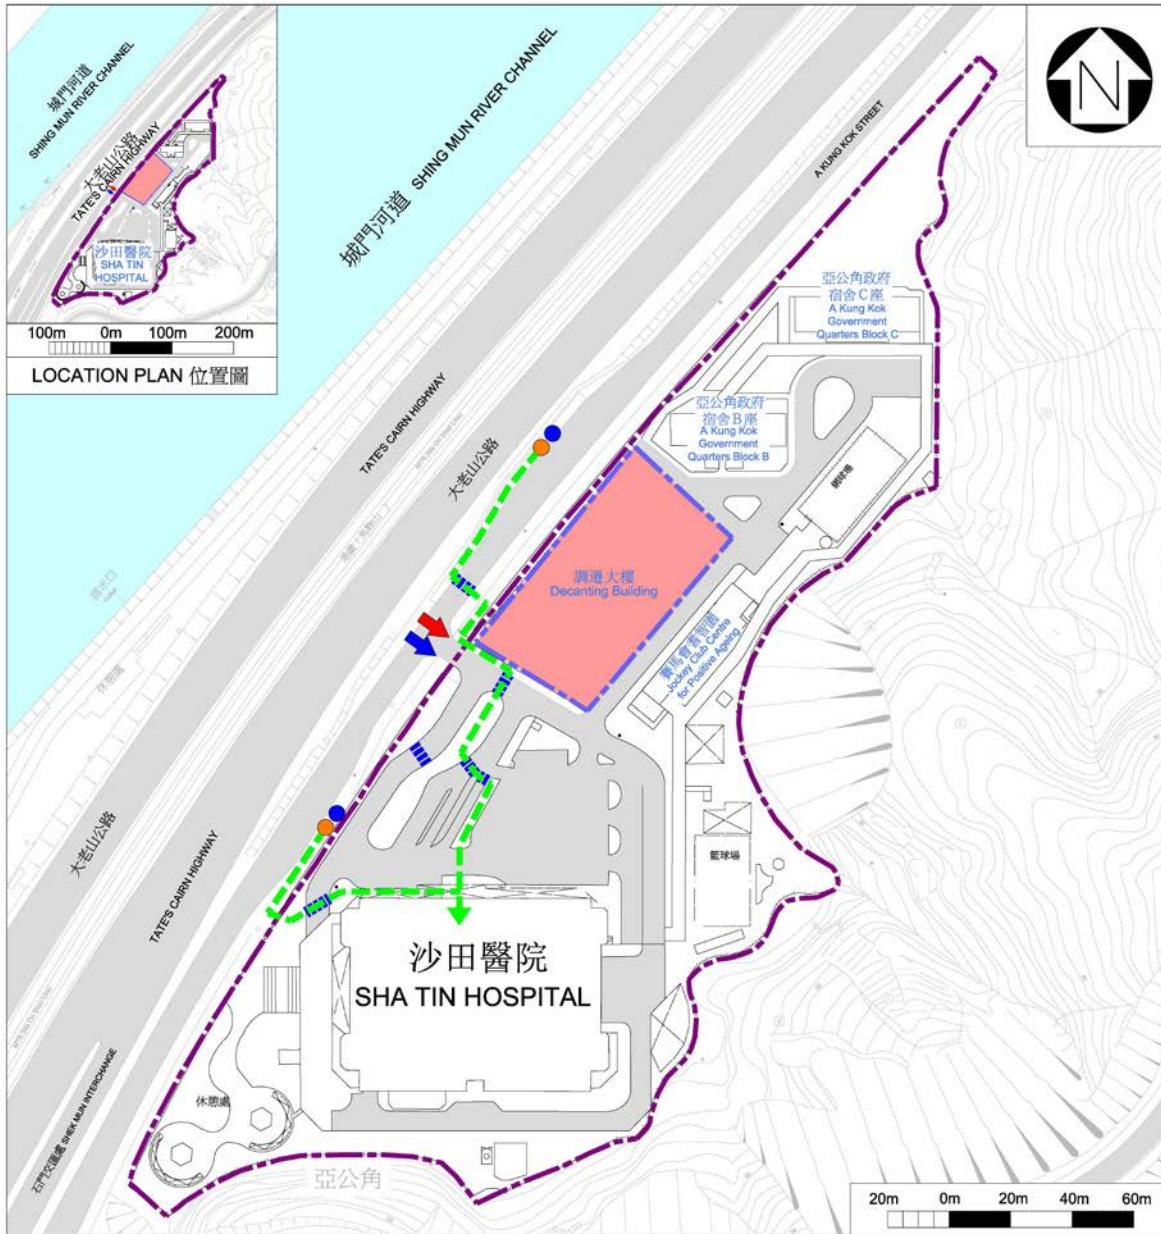 城門河道
SHING MUN RIVER CHANNEL
大老山公路
TATE'S CAIRN HIGHWAY
沙田醫院
SHA TIN
HOSPITAL
100m 0m 100m 200m
LOCATION PLAN 位置圖
N
城門河道 SHING MUN RIVER CHANNEL
A KUNG KOK STREET
亞公角政府
宿舍C座
A Kung Kok
Government
Quarters Block C
TATE'S CAIRN HIGHWAY
大老山公路
亞公角政府
宿舍B座
A Kung Kok
Government
Quarters Block B
網球場
調遷大樓
Decanting Building
賽馬會耆智園
Jockey Club Centre
for Positive Ageing
休憩處
大老山公路
TATE'S CAIRN HIGHWAY
籃球場
沙田醫院
SHA TIN HOSPITAL
石門交匯處 SHEK MUN INTERCHANGE
休憩處
亞公角
20m 0m 20m 40m 60m